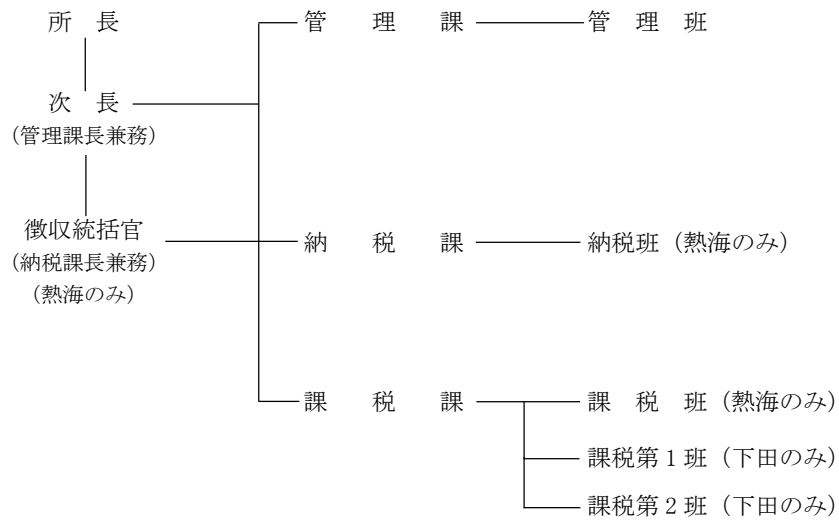 所長 管理課 管理班
次長
(管理課長兼務)
徴収統括官 納税課 納税班(熱海のみ)
(納税課長兼務)
(熱海のみ)
課税課 課税班(熱海のみ)
課税第1班(下田のみ)
課税第2班(下田のみ)